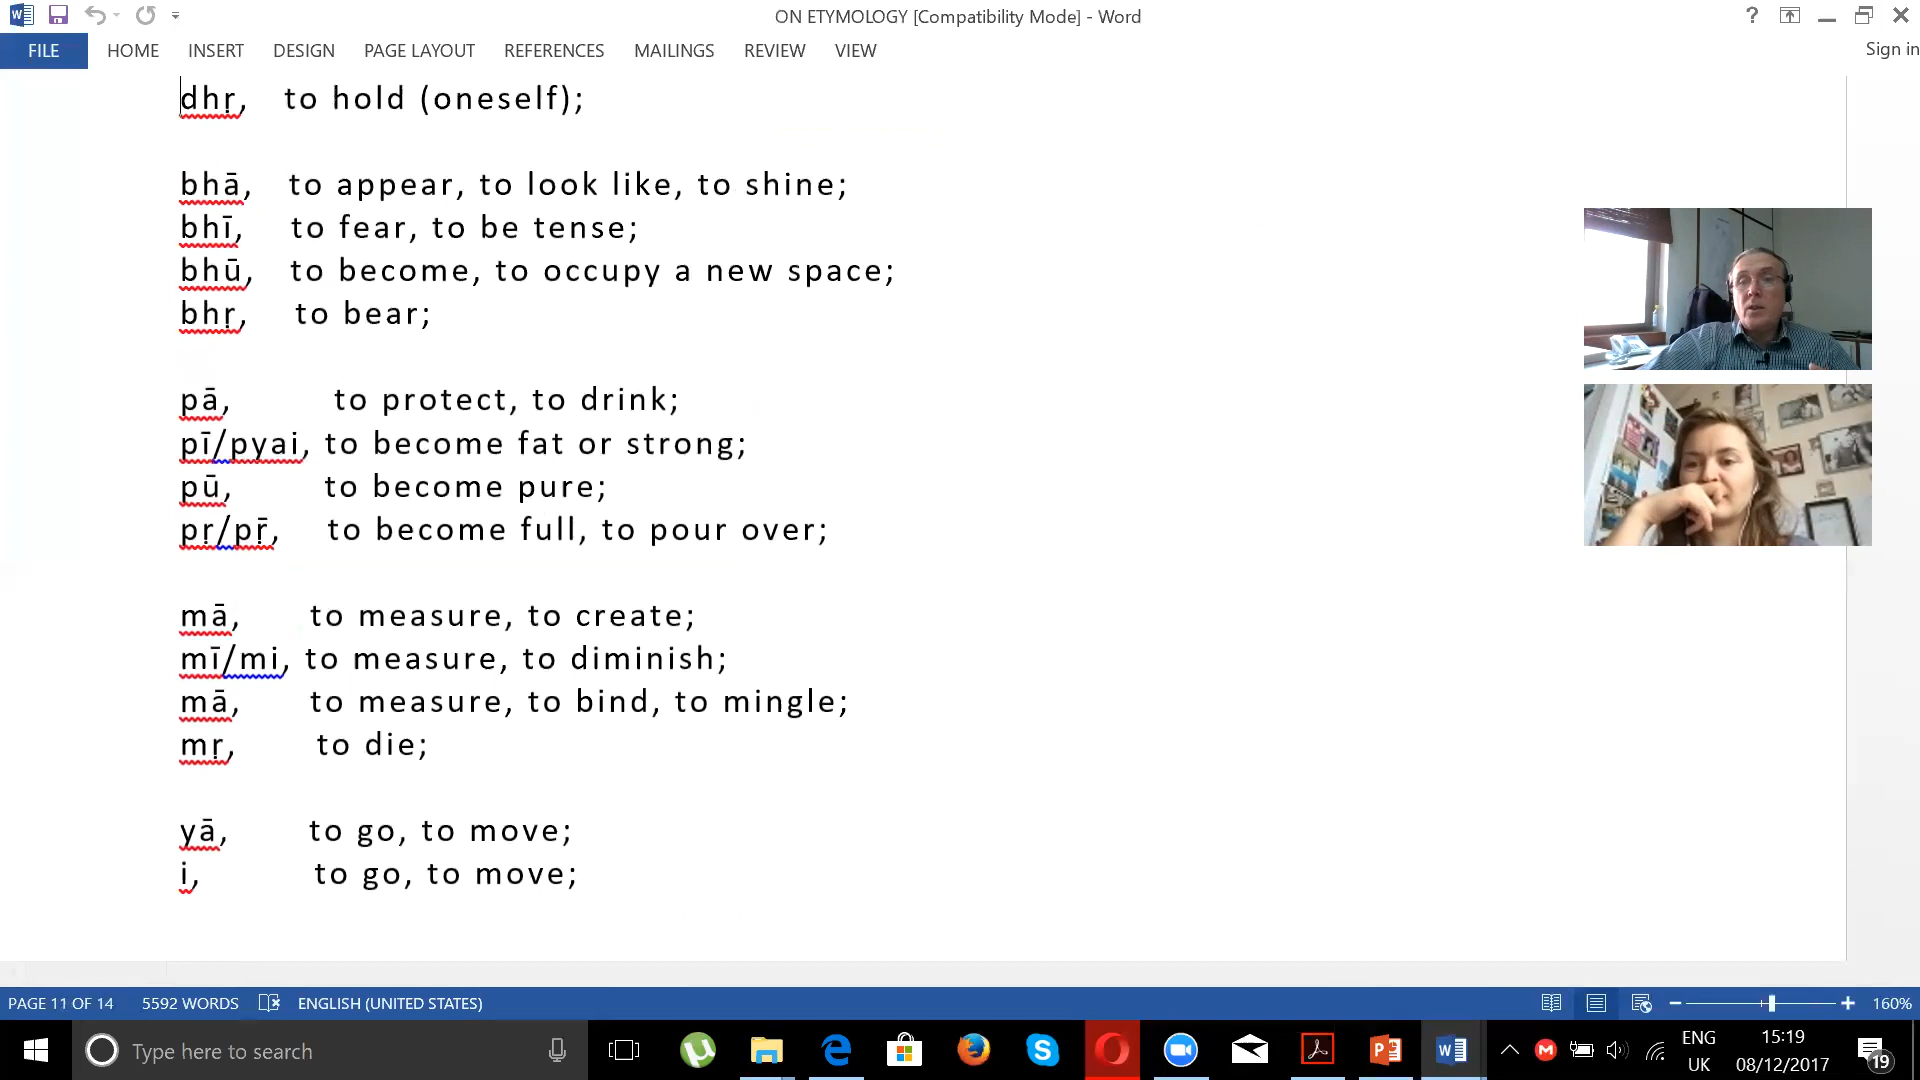 ON ETYMOLOGY [Compatibility Mode] - Word
FILE HOME INSERT DESIGN PAGE LAYOUT REFERENCES MAILINGS REVIEW VIEW Sign in
dhṛ, to hold (oneself);
bhā, to appear, to look like, to shine;
bhī, to fear, to be tense;
bhū, to become, to occupy a new space;
bhṛ, to bear;
pā, to protect, to drink;
pī/pyai, to become fat or strong;
pū, to become pure;
pṛ/pṝ, to become full, to pour over;
mā, to measure, to create;
mī/mi, to measure, to diminish;
mā, to measure, to bind, to mingle;
mṛ, to die;
yā, to go, to move;
i, to go, to move;
PAGE 11 OF 14 5592 WORDS ENGLISH (UNITED STATES) 160%
Type here to search
ENG 15:19
UK 08/12/2017 19